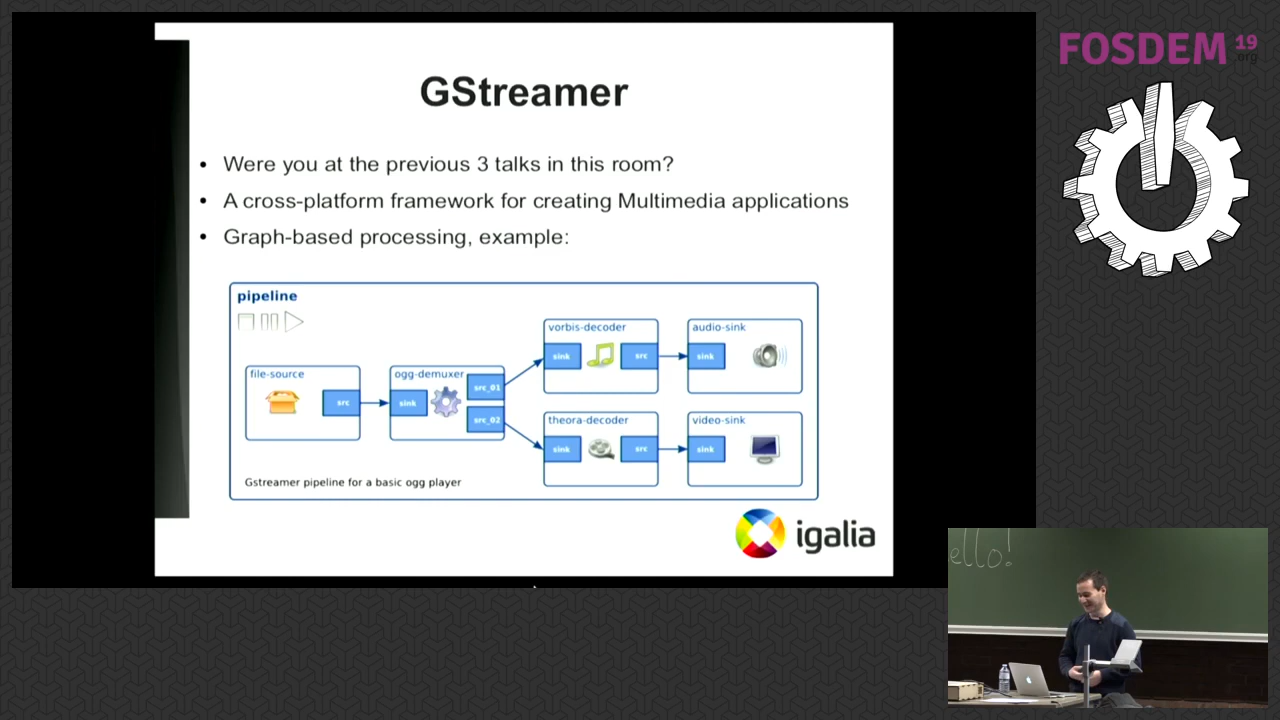 GStreamer
• Were you at the previous 3 talks in this room?
• A cross-platform framework for creating Multimedia applications
• Graph-based processing, example:
pipeline
file-source
src
ogg-demuxer
sink
src_01
src_02
vorbis-decoder
sink
src
audio-sink
sink
theora-decoder
sink
src
video-sink
sink
Gstreamer pipeline for a basic ogg player
igalia
FOSDEM 19
.org
ello!